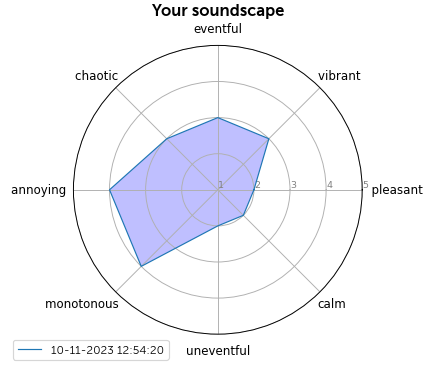 Your soundscape
eventful
chaotic
vibrant
annoying
1
2
3
4
5
pleasant
monotonous
calm
uneventful
10-11-2023 12:54:20